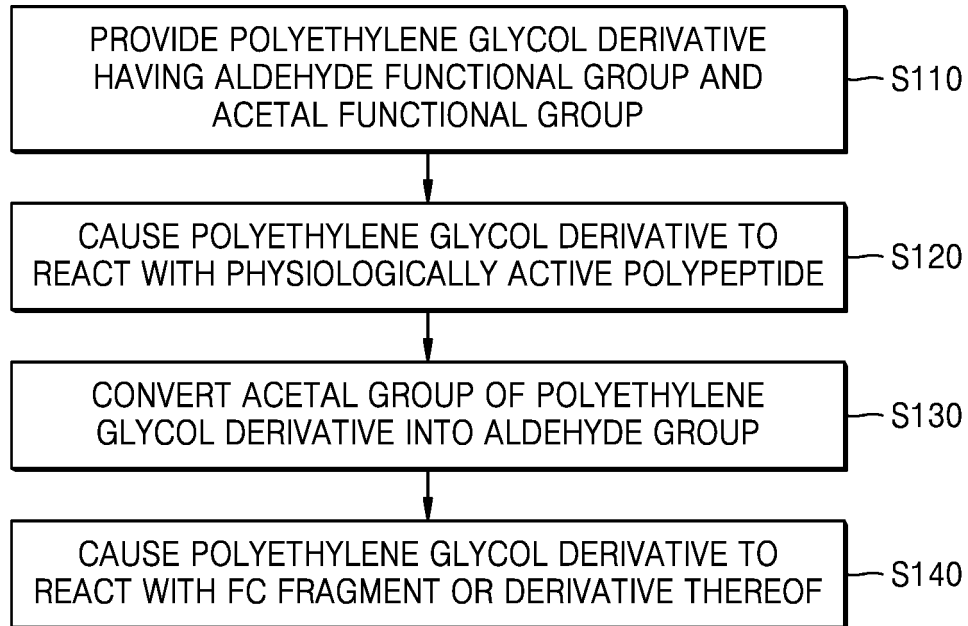 PROVIDE POLYETHYLENE GLYCOL DERIVATIVE
HAVING ALDEHYDE FUNCTIONAL GROUP AND
ACETAL FUNCTIONAL GROUP
S110
CAUSE POLYETHYLENE GLYCOL DERIVATIVE TO
REACT WITH PHYSIOLOGICALLY ACTIVE POLYPEPTIDE
S120
CONVERT ACETAL GROUP OF POLYETHYLENE
GLYCOL DERIVATIVE INTO ALDEHYDE GROUP
S130
CAUSE POLYETHYLENE GLYCOL DERIVATIVE TO
REACT WITH FC FRAGMENT OR DERIVATIVE THEREOF
S140